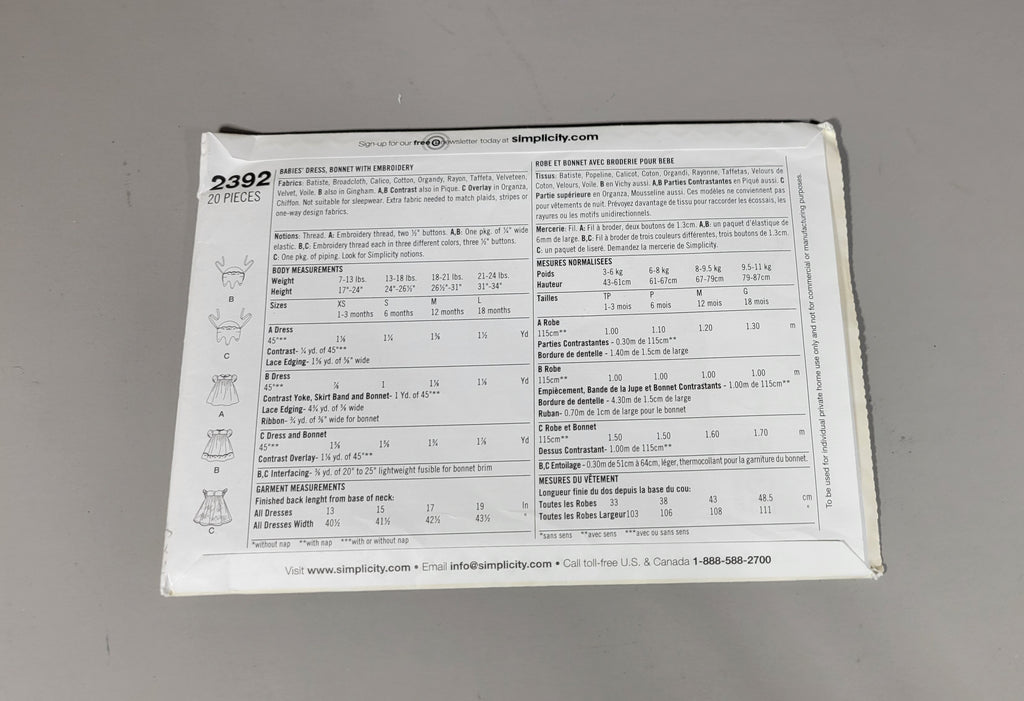 Sign-up for our free e newsletter today at simplicity.com
2392
20 PIECES
B
C
A
B
C
BABIES' DRESS, BONNET WITH EMBROIDERY
Fabrics: Batiste, Broadcloth, Calico, Cotton, Organdy, Rayon, Taffeta, Velveteen,
Velvet, Voile. B also in Gingham. A,B Contrast also in Pique. C Overlay in Organza,
Chiffon. Not suitable for sleepwear. Extra fabric needed to match plaids, stripes or
one-way design fabrics.
Notions: Thread. A: Embroidery thread, two ½" buttons. A,B: One pkg. of ¼" wide
elastic. B,C: Embroidery thread each in three different colors, three ½" buttons.
C: One pkg. of piping. Look for Simplicity notions.
BODY MEASUREMENTS
Weight 7-13 lbs. 13-18 lbs. 18-21 lbs. 21-24 lbs.
Height 17"-24" 24"-26½" 26½"-31" 31"-34"
Sizes XS S M L
1-3 months 6 months 12 months 18 months
A Dress
45"** 1⅜ 1½ Yd
Contrast- yd. of 45"**
Lace Edging- yd. of ⅝" wide
B Dress
45"** ⅞ 1 1⅛ 1⅛ Yd
Contrast Yoke, Skirt Band and Bonnet- 1 Yd. of 45"**
Lace Edging- 4¾ yd. of ⅝ wide
Ribbon- ¾ yd. of ⅜" wide for bonnet
C Dress and Bonnet
45"** 1⅝ 1⅝ 1¾ 1⅞ Yd
Contrast Overlay- 1⅛ yd. of 45"**
B,C Interfacing- ⅜ yd. of 20" to 25" lightweight fusible for bonnet brim
GARMENT MEASUREMENTS
Finished back lenght from base of neck:
All Dresses 13 15 17 19 In
All Dresses Width 40½ 41½ 42½ 43½ "
*without nap **with nap ***with or without nap
ROBE ET BONNET AVEC BRODERIE POUR BEBE
Tissus: Batiste, Popeline, Calicot, Coton, Organdi, Rayonne, Taffetas, Velours de
Coton, Velours, Voile. B en Vichy aussi. A,B Parties Contrastantes en Piqué aussi. C
Partie supérieure en Organza, Mousseline aussi. Ces modèles ne conviennent pas
pour vêtements de nuit. Prévoyez davantage de tissu pour raccorder les écossais, les
rayures ou les motifs unidirectionnels.
Mercerie: Fil. A: Fil à broder, deux boutons de 1.3cm. A,B: un paquet d'élastique de
6mm de large. B,C: Fil à broder de trois couleurs différentes, trois boutons de 1.3cm.
C: un paquet de liseré. Demandez la mercerie de Simplicity.
MESURES NORMALISEES
Poids 3-6 kg 6-8 kg 8-9.5 kg 9.5-11 kg
Hauteur 43-61cm 61-67cm 67-79cm 79-87cm
Tailles TP P M G
1-3 mois 6 mois 12 mois 18 mois
A Robe
115cm** 1.00 1.10 1.20 1.30 m
Parties Contrastantes - 0.30m de 115cm**
Bordure de dentelle - 1.40m de 1.5cm de large
B Robe
115cm** 1.00 1.00 1.00 1.00 m
Empiècement, Bande de la Jupe et Bonnet Contrastants - 1.00m de 115cm**
Bordure de dentelle - 4.30m de 1.5cm de large
Ruban- 0.70m de 1cm de large pour le bonnet
C Robe et Bonnet
115cm** 1.50 1.50 1.60 1.70 m
Dessus Contrastant- 1.00m de 115cm**
B,C Entoilage - 0.30m de 51cm à 64cm, léger, thermocollant pour la garniture du bonnet.
MESURES DU VÊTEMENT
Longueur finie du dos depuis la base du cou:
Toutes les Robes 33 38 43 48.5 cm
Toutes les Robes Largeur 103 106 108 111 "
*sans sens **avec sens ***avec ou sans sens
To be used for individual private home use only and not for commercial or manufacturing purposes.
Visit www.simplicity.com • Email info@simplicity.com • Call toll-free U.S. & Canada 1-888-588-2700